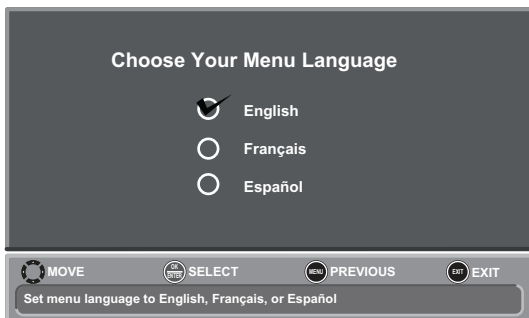 Choose Your Menu Language
English
Français
Español
MOVE OK ENTER SELECT MENU PREVIOUS EXIT EXIT
Set menu language to English, Français, or Español